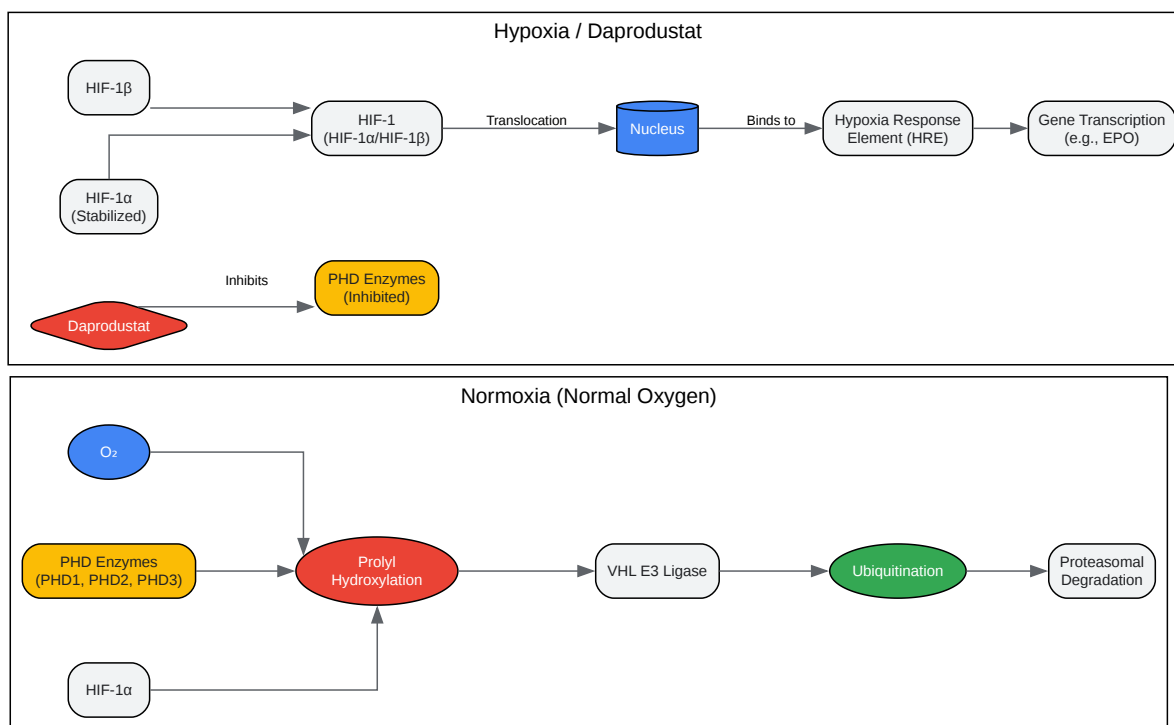 Hypoxia / Daprodustat
HIF-1β
HIF-1
(HIF-1α/HIF-1β)
Translocation
Nucleus
Binds to
Hypoxia Response
Element (HRE)
Gene Transcription
(e.g., EPO)
HIF-1α
(Stabilized)
Inhibits
PHD Enzymes
(Inhibited)
Daprodustat
Normoxia (Normal Oxygen)
O₂
PHD Enzymes
(PHD1, PHD2, PHD3)
Prolyl
Hydroxylation
VHL E3 Ligase
Ubiquitination
Proteasomal
Degradation
HIF-1α